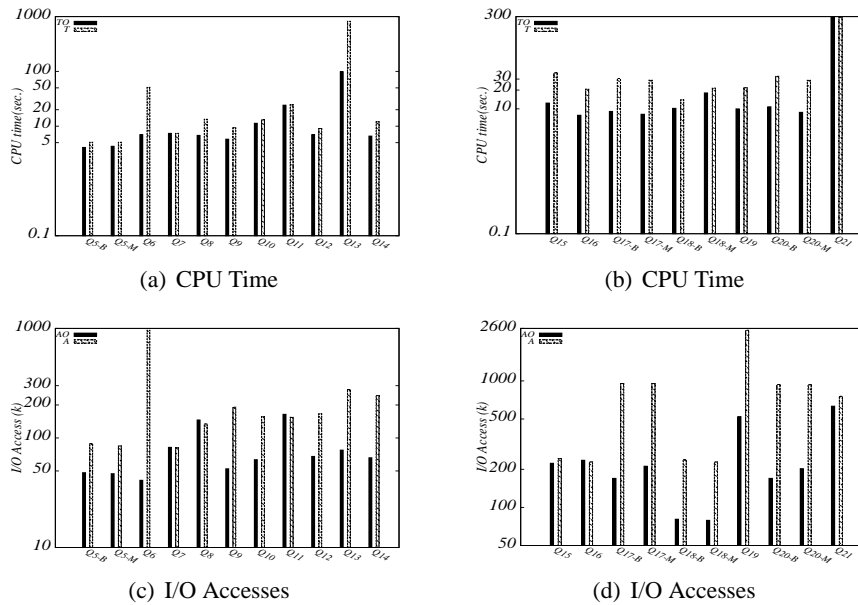 1000
100
50
20
10
5
0.1
CPU time(sec.)
TO
T
Q5-B Q5-M Q6 Q7 Q8 Q9 Q10 Q11 Q12 Q13 Q14
(a) CPU Time
300
30
20
10
0.1
CPU time(sec.)
TO
T
Q15 Q16 Q17-B Q17-M Q18-B Q18-M Q19 Q20-B Q20-M Q21
(b) CPU Time
1000
300
200
100
50
10
I/O Access (k)
AO
A
Q5-B Q5-M Q6 Q7 Q8 Q9 Q10 Q11 Q12 Q13 Q14
(c) I/O Accesses
2600
1000
500
200
100
50
I/O Access (k)
AO
A
Q15 Q16 Q17-B Q17-M Q18-B Q18-M Q19 Q20-B Q20-M Q21
(d) I/O Accesses